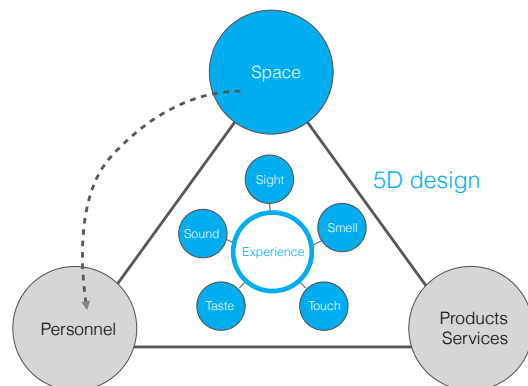 Space
5D design
Sight
Sound
Smell
Experience
Taste
Touch
Personnel
Products
Services